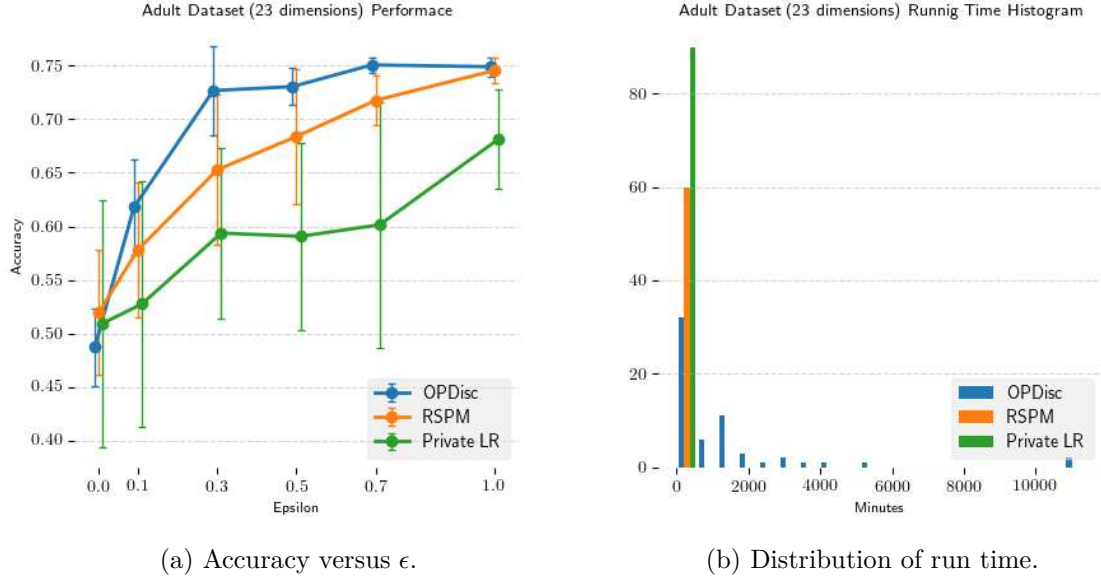 Adult Dataset (23 dimensions) Performace
0.75
0.70
0.65
0.60
0.55
0.50
0.45
0.40
Accuracy
0.0 0.1 0.3 0.5 0.7 1.0
Epsilon
OPDisc
RSPM
Private LR
(a) Accuracy versus ϵ.
Adult Dataset (23 dimensions) Runnig Time Histogram
80
60
40
20
0
0 2000 4000 6000 8000 10000
Minutes
OPDisc
RSPM
Private LR
(b) Distribution of run time.